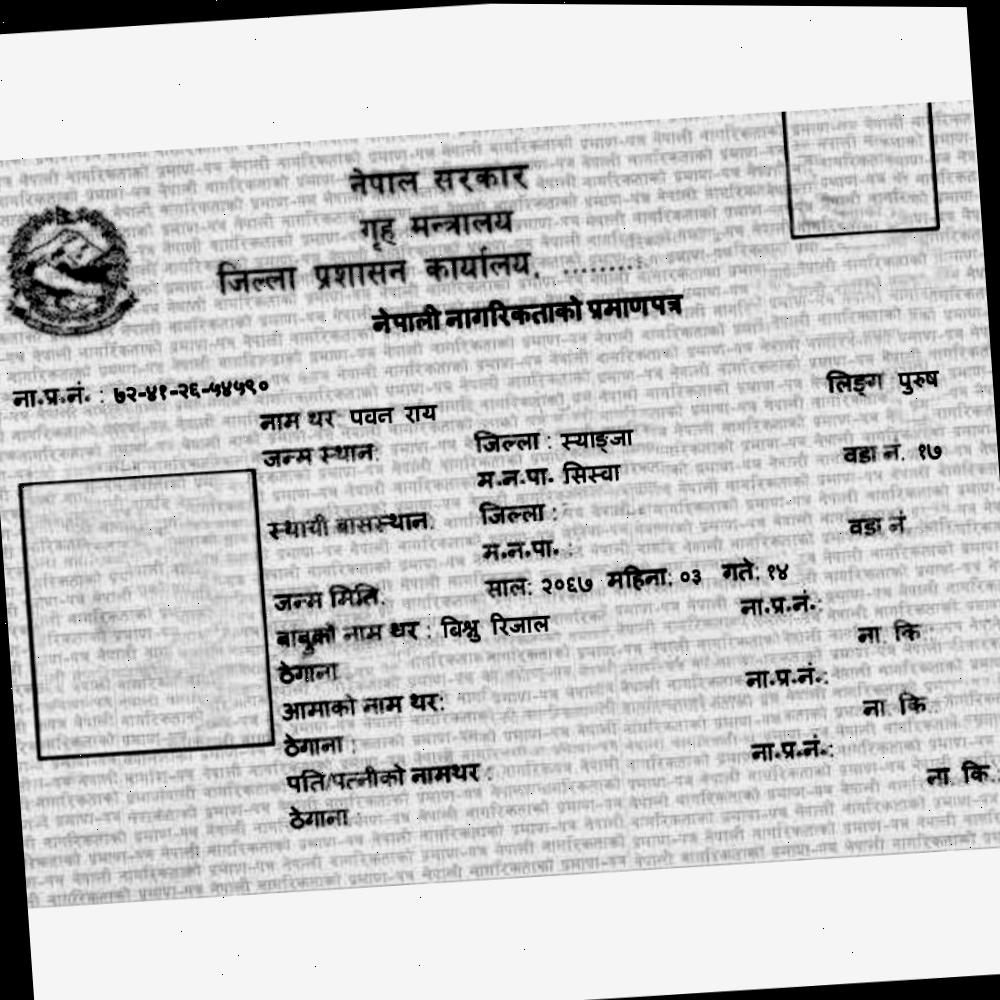 नेपाल सरकार
गृह मन्त्रालय
जिल्ला प्रशासन कार्यालय, .........
नेपाली नागरिकताको प्रमाणपत्र
ना.प्र.नं. : ७२-४१-२६-५४५९० लिङ्ग पुरुष
नाम थर पवन राय
जन्म स्थान: जिल्ला : स्याङ्जा वडा नं. १७
म.न.पा. सिस्वा
स्थायी बासस्थान: जिल्ला : वडा नं
म.न.पा. :
जन्म मिति: साल: २०६७ महिना: ०३ गते: १४
बाबुको नाम थर : बिश्नु रिजाल ना.प्र.नं.:
ठेगाना ना. कि.:
आमाको नाम थर: ना.प्र.नं.:
ठेगाना : ना. कि.:
पति/पत्नीको नामथर : ना.प्र.नं.:
ठेगाना : ना. कि.: